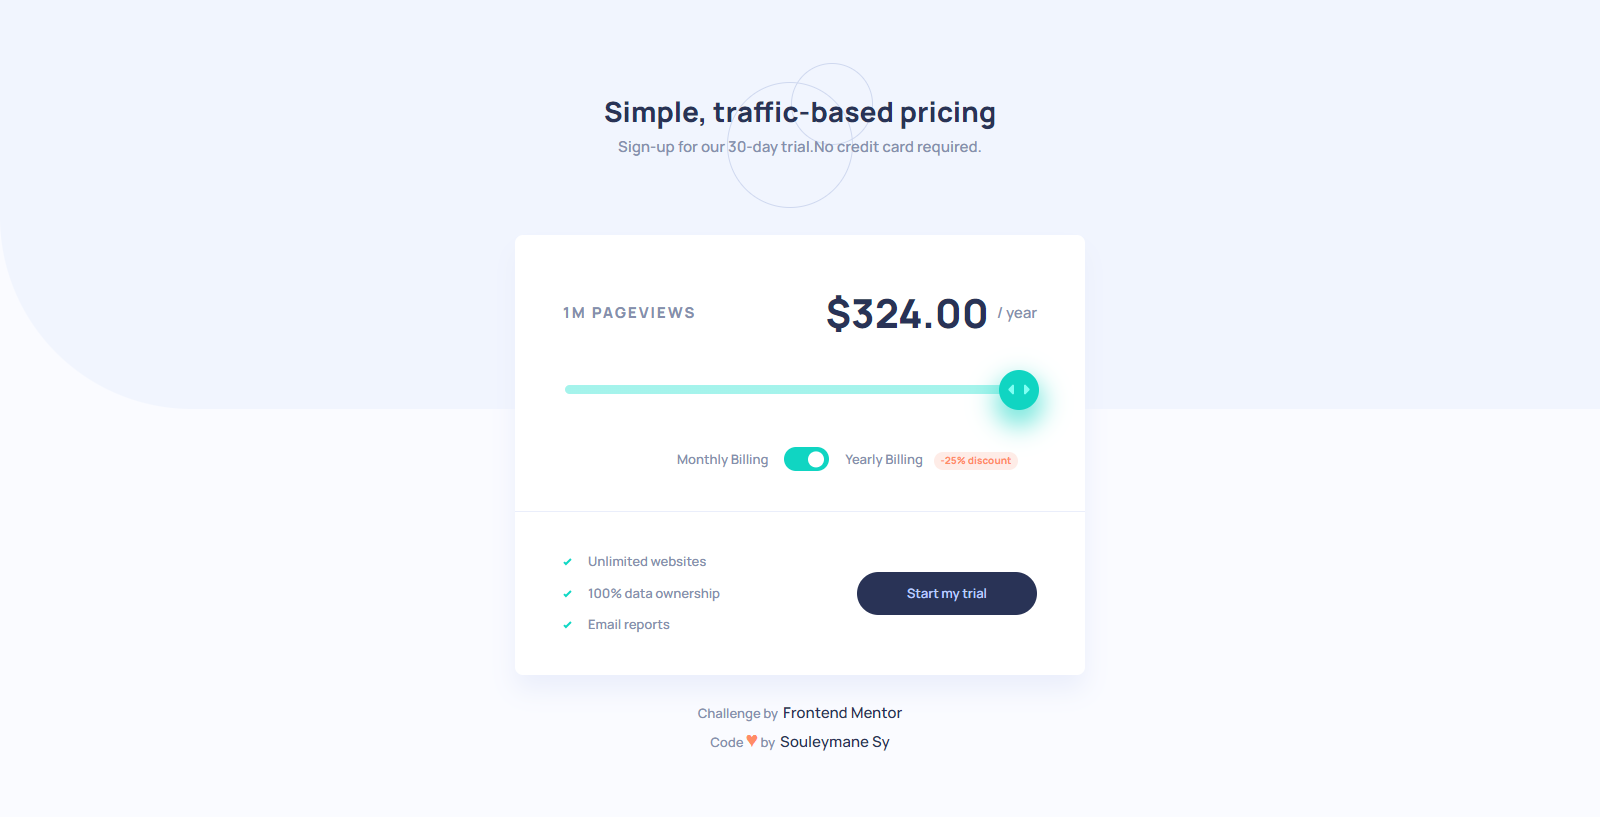 Simple, traffic-based pricing
Sign-up for our 30-day trial.No credit card required.
1M PAGEVIEWS
$324.00 / year
Monthly Billing Yearly Billing -25% discount
Unlimited websites
100% data ownership
Email reports
Start my trial
Challenge by Frontend Mentor
Code ♥ by Souleymane Sy